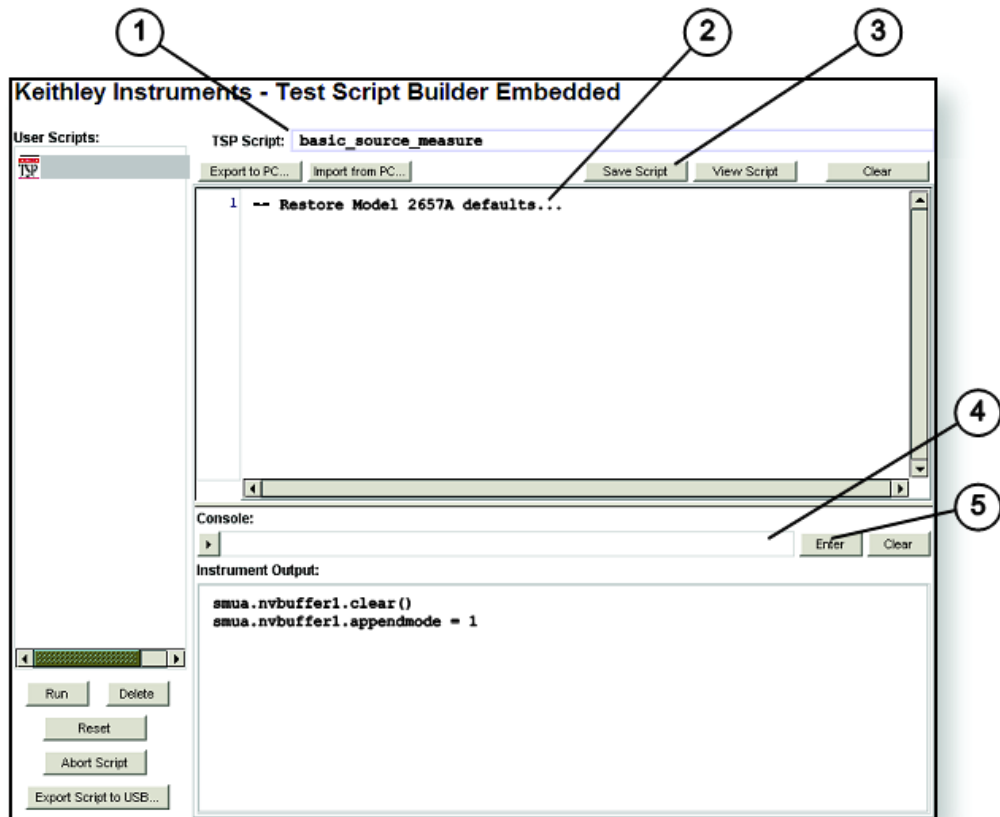 1 2 3
Keithley Instruments - Test Script Builder Embedded
User Scripts:
TSP Script: basic_source_measure
TSP
Export to PC... Import from PC... Save Script View Script Clear
1 -- Restore Model 2657A defaults...
4
5
Console:
Enter Clear
Instrument Output:
smua.nvbuffer1.clear()
smua.nvbuffer1.appendmode = 1
Run Delete
Reset
Abort Script
Export Script to USB...